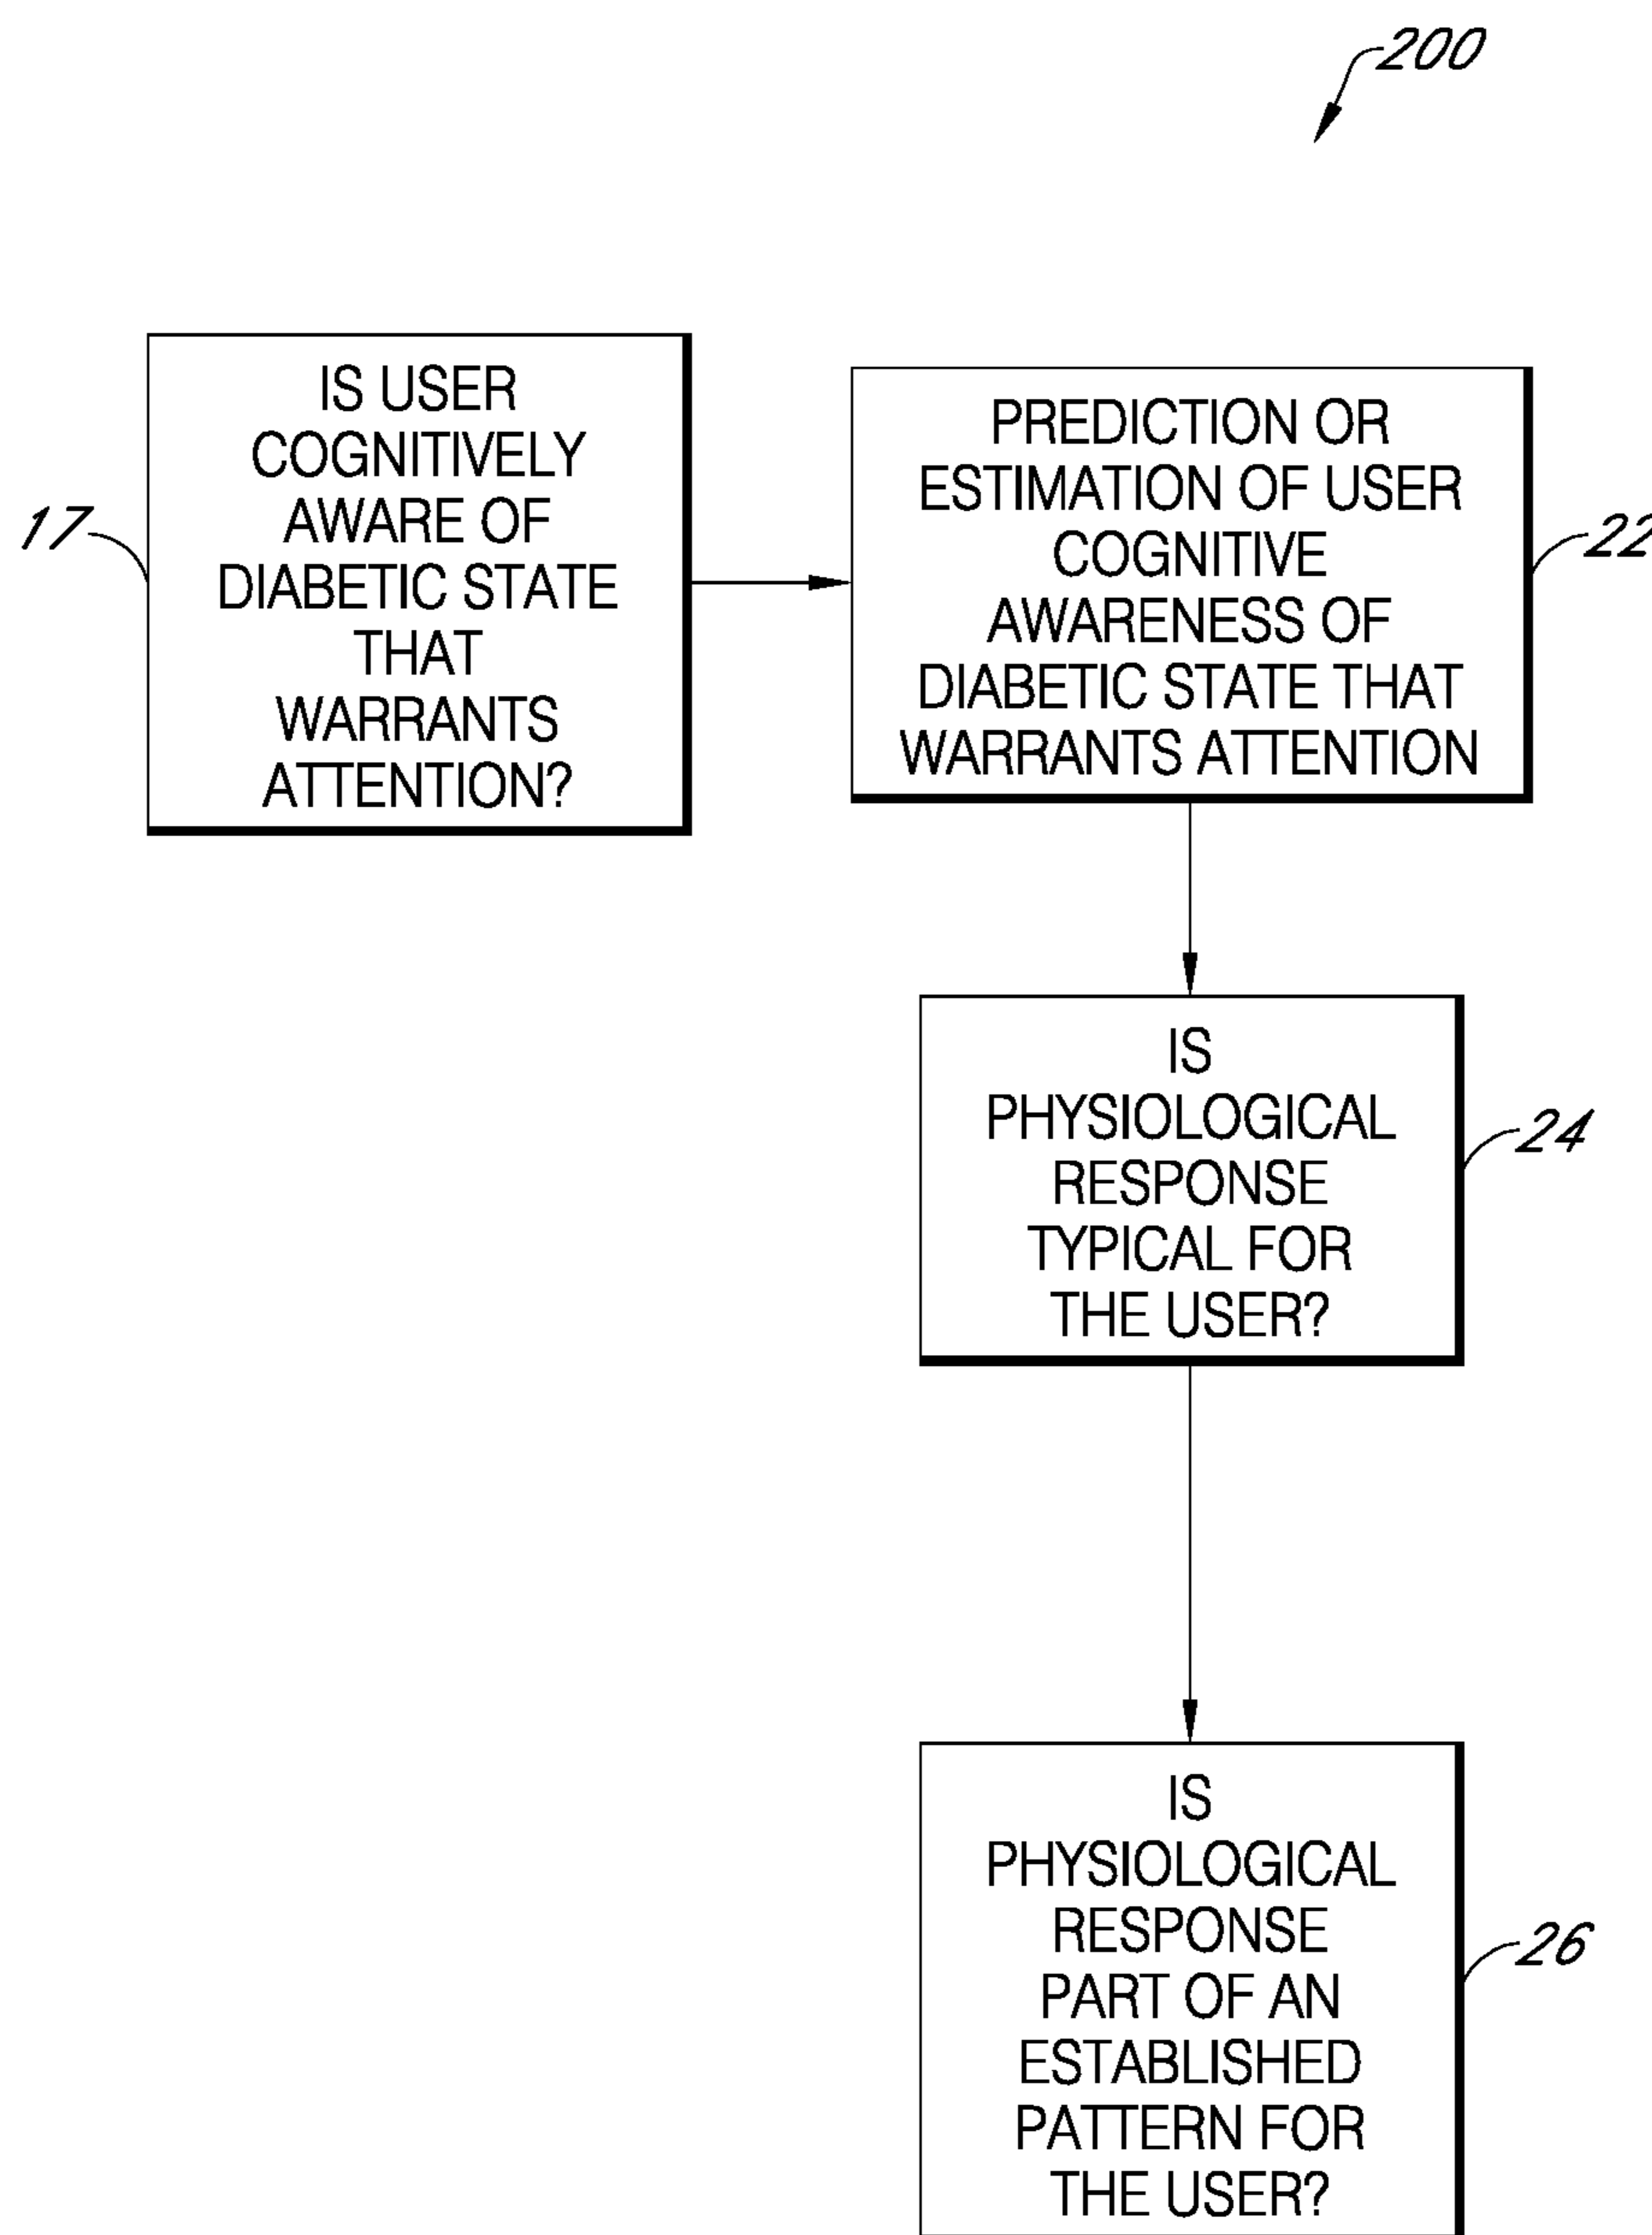 200
IS USER
COGNITIVELY
AWARE OF
DIABETIC STATE
THAT
WARRANTS
ATTENTION?
17
PREDICTION OR
ESTIMATION OF USER
COGNITIVE
AWARENESS OF
DIABETIC STATE THAT
WARRANTS ATTENTION
22
IS
PHYSIOLOGICAL
RESPONSE
TYPICAL FOR
THE USER?
24
IS
PHYSIOLOGICAL
RESPONSE
PART OF AN
ESTABLISHED
PATTERN FOR
THE USER?
26